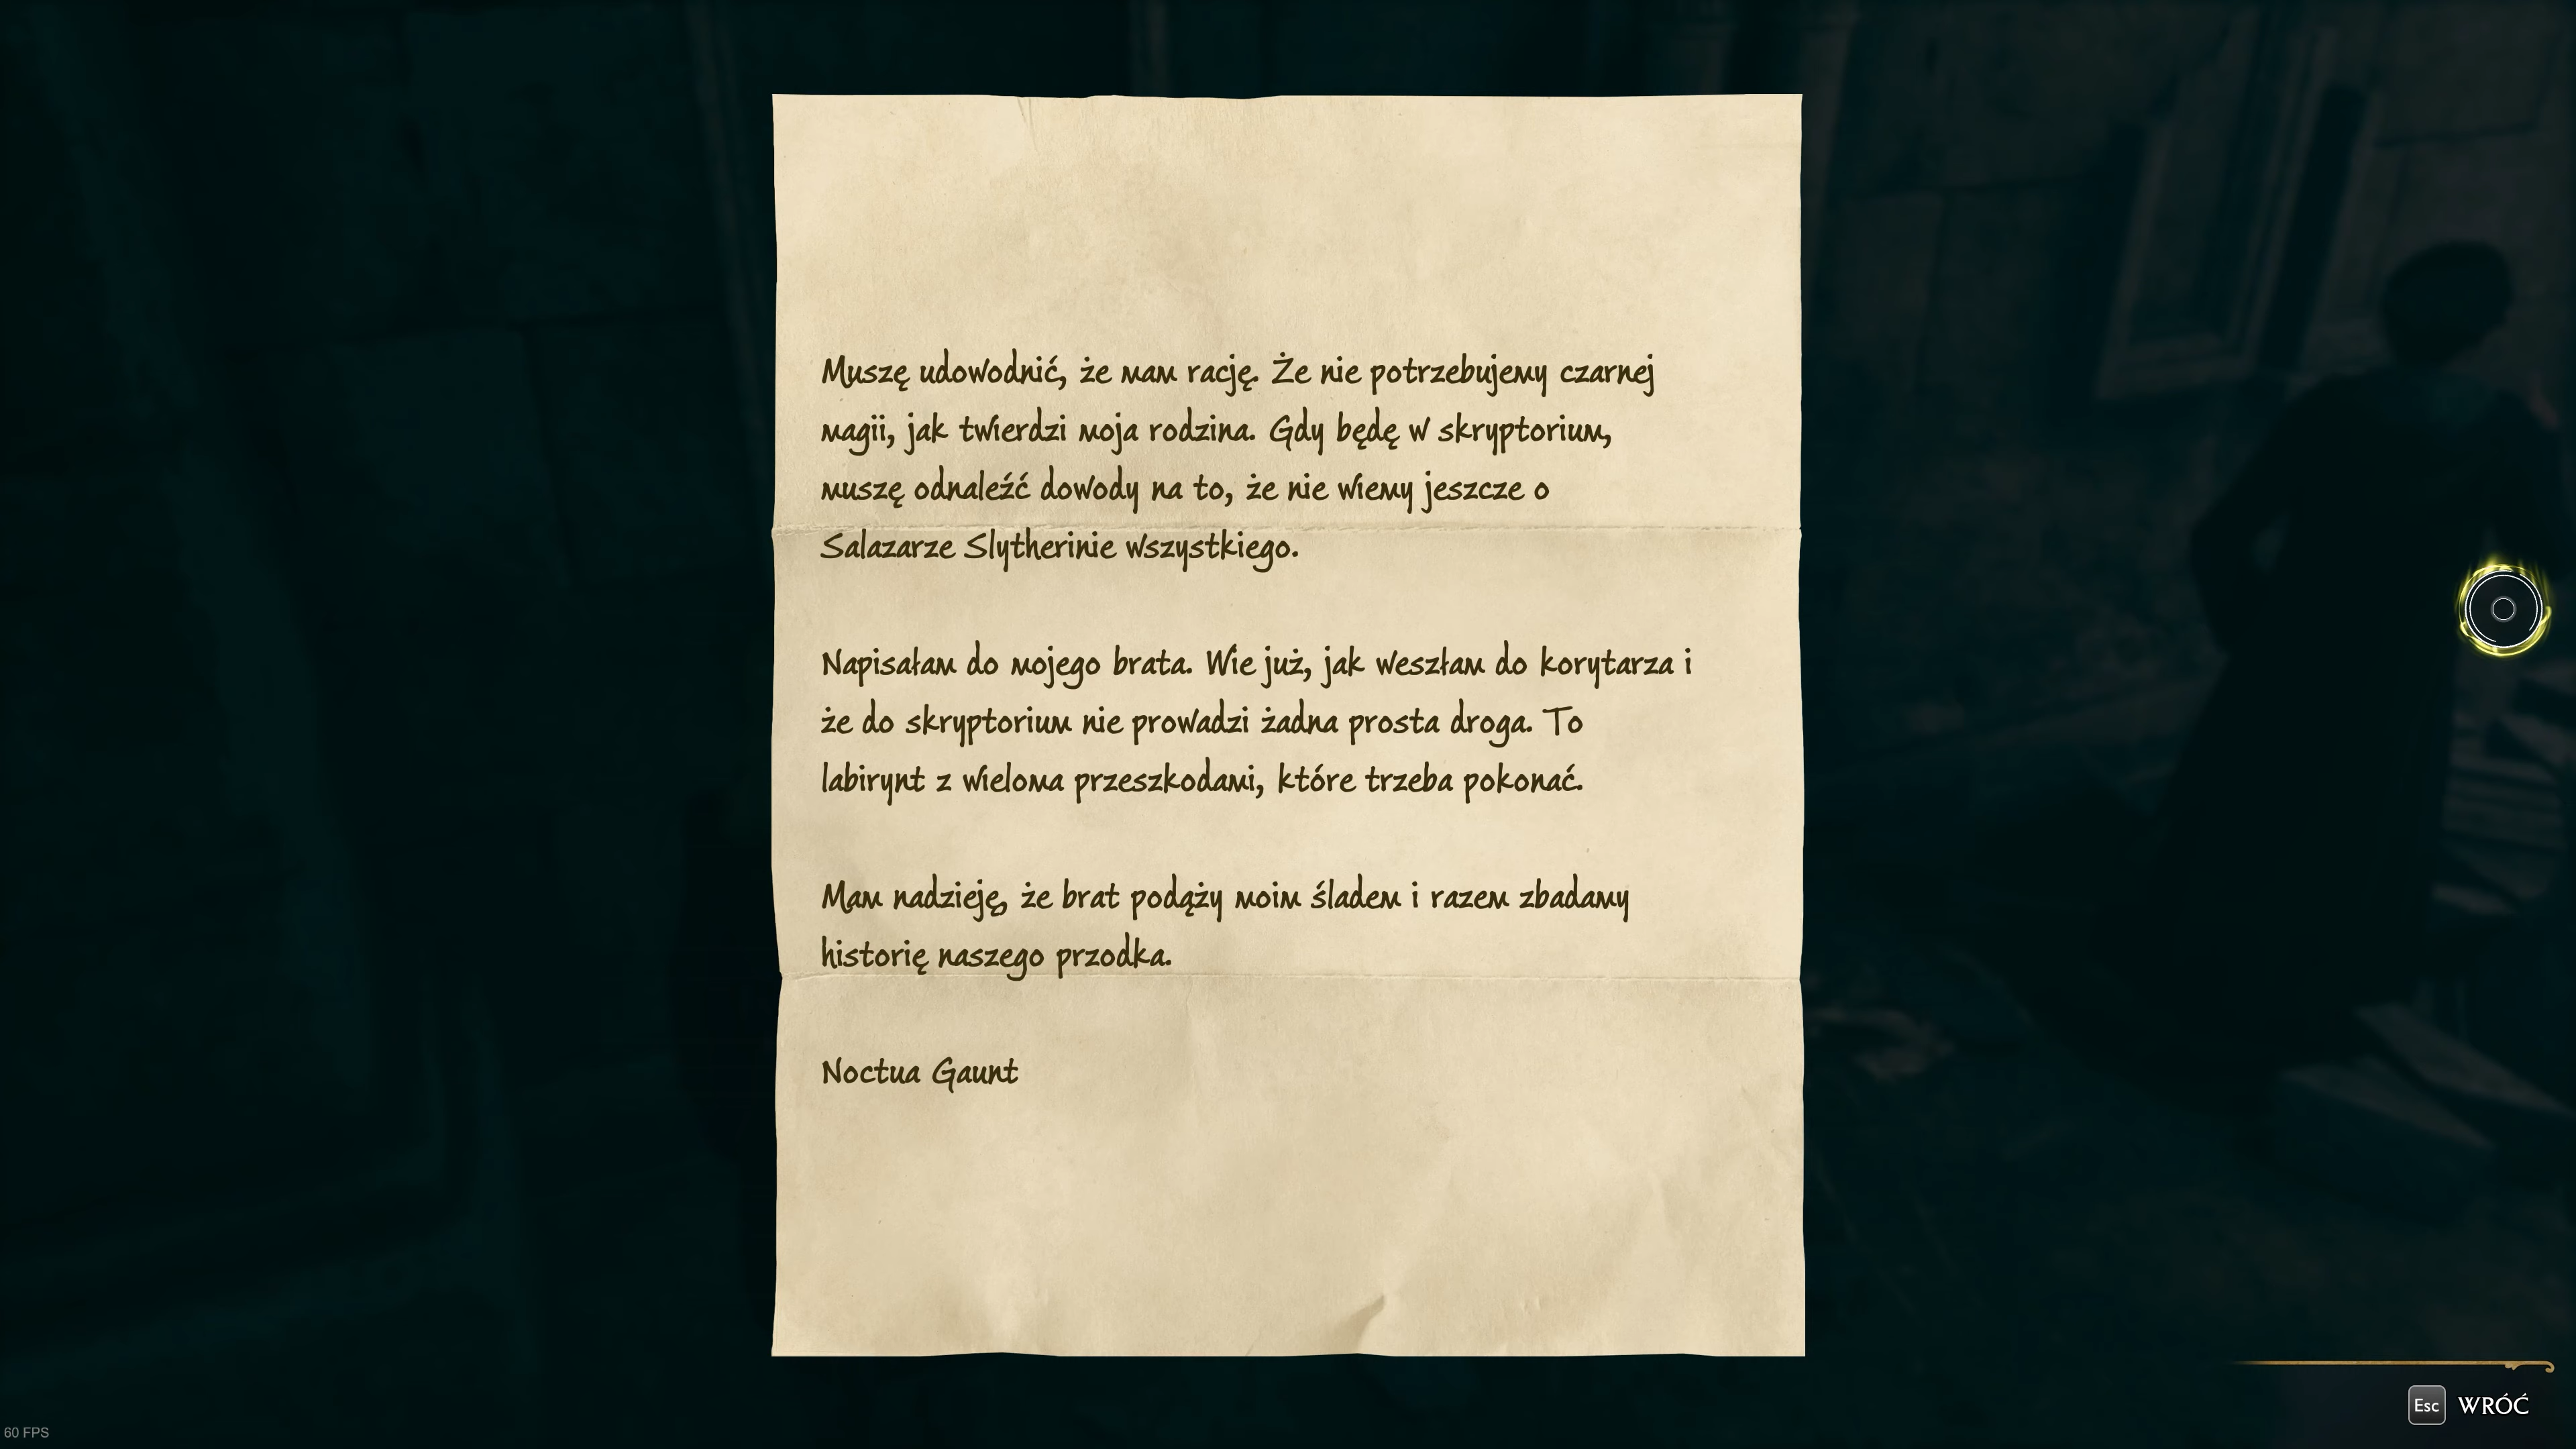 Muszę udowodnić, że mam rację. Że nie potrzebujemy czarnej
magii, jak twierdzi moja rodzina. Gdy będę w skryptorium,
muszę odnaleźć dowody na to, że nie wiemy jeszcze o
Salazarze Slytherinie wszystkiego.
Napisałam do mojego brata. Wie już, jak weszłam do korytarza i
że do skryptorium nie prowadzi żadna prosta droga. To
labirynt z wieloma przeszkodami, które trzeba pokonać.
Mam nadzieję, że brat podąży moim śladem i razem zbadamy
historię naszego przodka.
Noctua Gaunt
Esc WRÓĆ
60 FPS